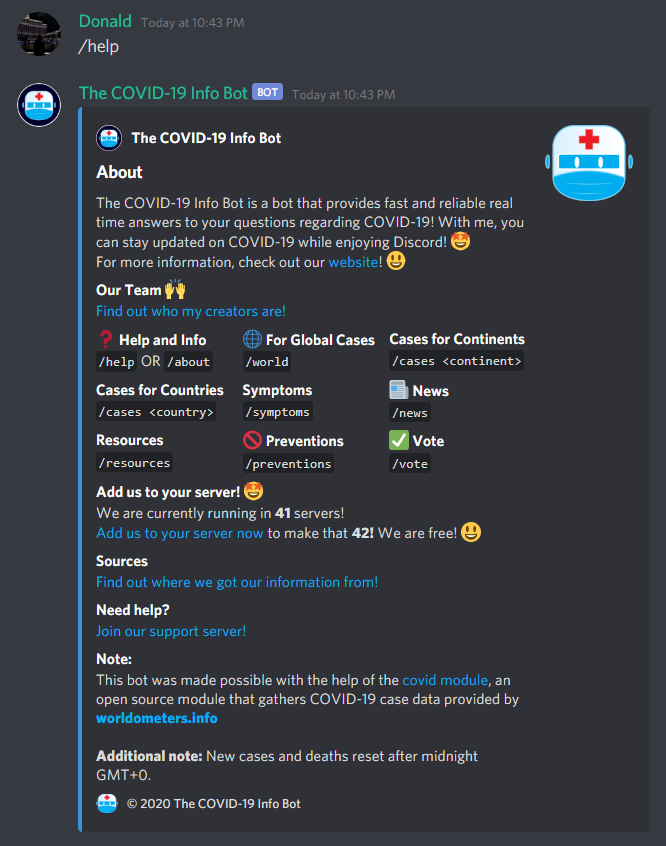 Donald Today at 10:43 PM
/help
The COVID-19 Info Bot BOT Today at 10:43 PM
The COVID-19 Info Bot
About
The COVID-19 Info Bot is a bot that provides fast and reliable real
time answers to your questions regarding COVID-19! With me, you
can stay updated on COVID-19 while enjoying Discord! 🤩
For more information, check out our website! 😃
Our Team 🙌
Find out who my creators are!
❓ Help and Info 🌐 For Global Cases Cases for Continents
/help OR /about /world /cases <continent>
Cases for Countries Symptoms 📰 News
/cases <country> /symptoms /news
Resources 🚫 Preventions ✅ Vote
/resources /preventions /vote
Add us to your server! 🤩
We are currently running in 41 servers!
Add us to your server now to make that 42! We are free! 😃
Sources
Find out where we got our information from!
Need help?
Join our support server!
Note:
This bot was made possible with the help of the covid module, an
open source module that gathers COVID-19 case data provided by
worldometers.info
Additional note: New cases and deaths reset after midnight
GMT+0.
© 2020 The COVID-19 Info Bot